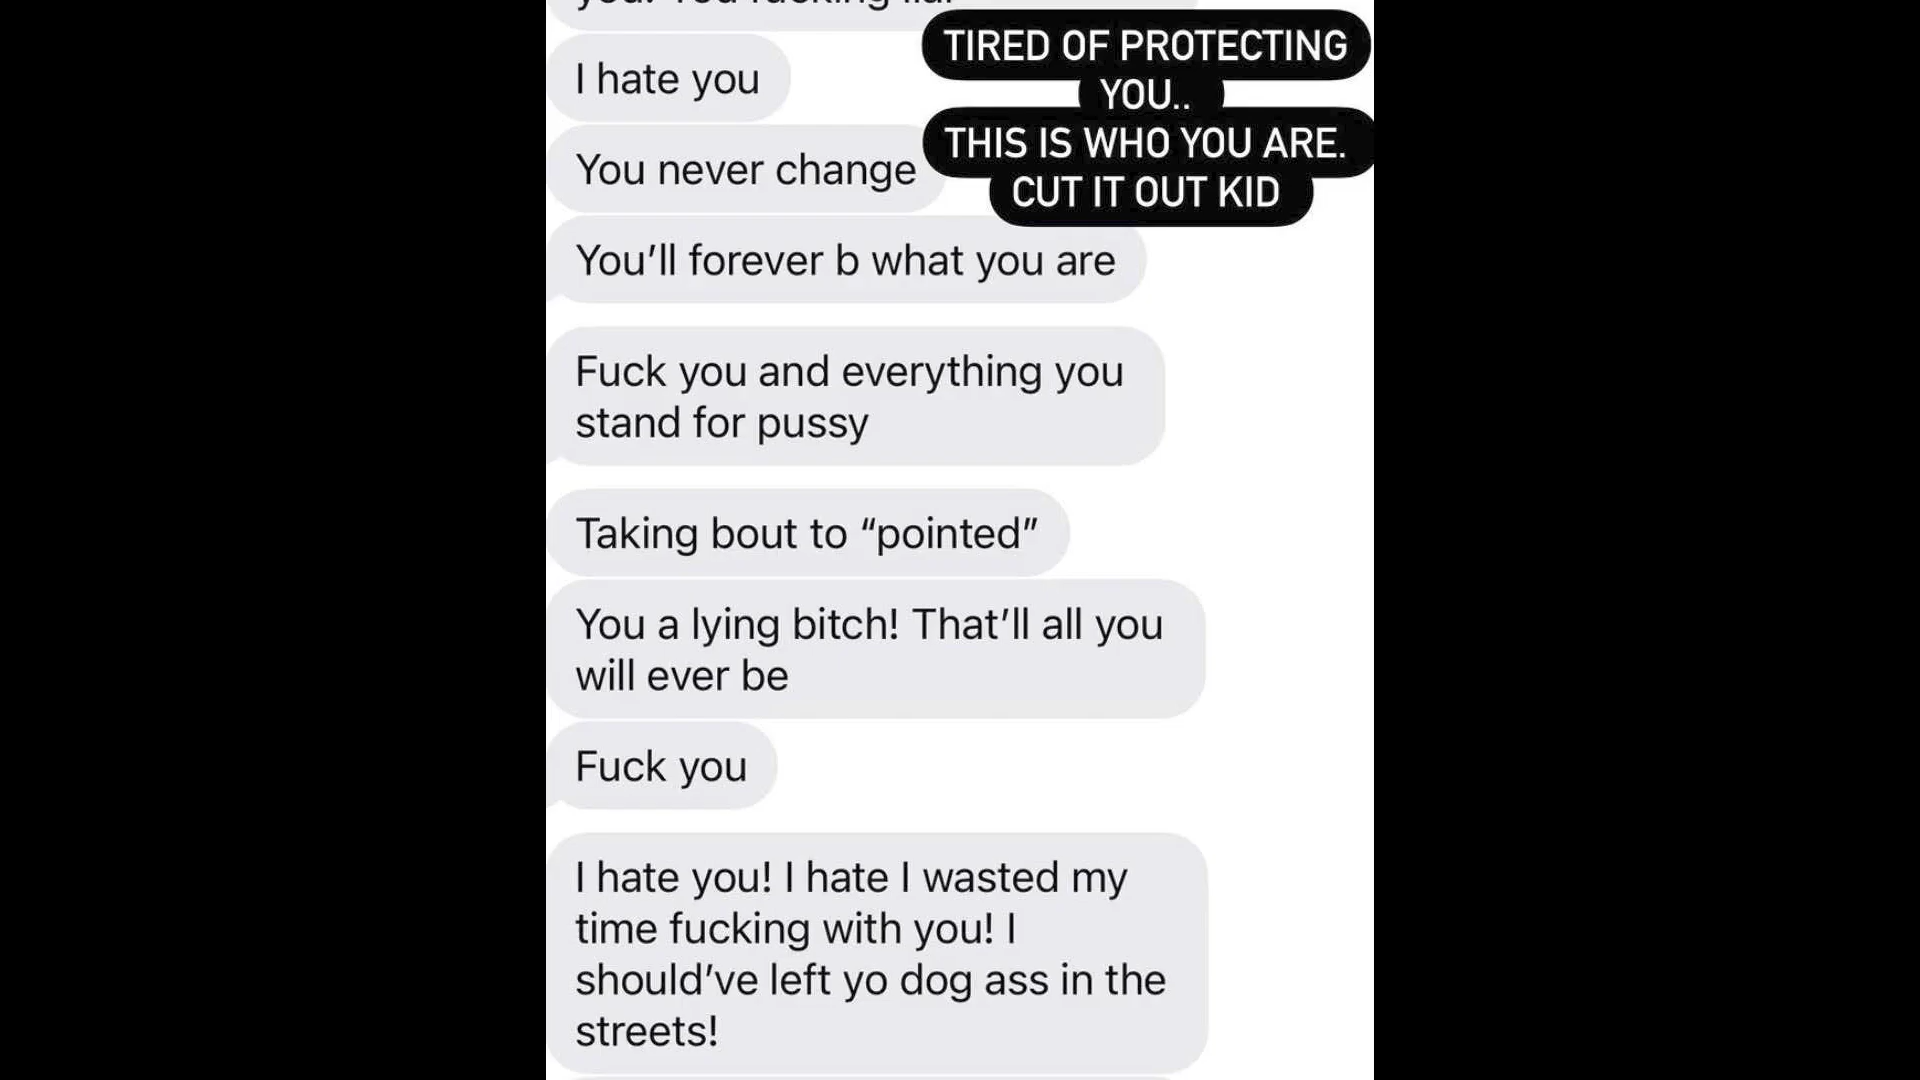 TIRED OF PROTECTING
YOU..
THIS IS WHO YOU ARE.
CUT IT OUT KID
I hate you
You never change
You'll forever b what you are
Fuck you and everything you
stand for pussy
Taking bout to “pointed”
You a lying bitch! That'll all you
will ever be
Fuck you
I hate you! I hate I wasted my
time fucking with you! I
should've left yo dog ass in the
streets!